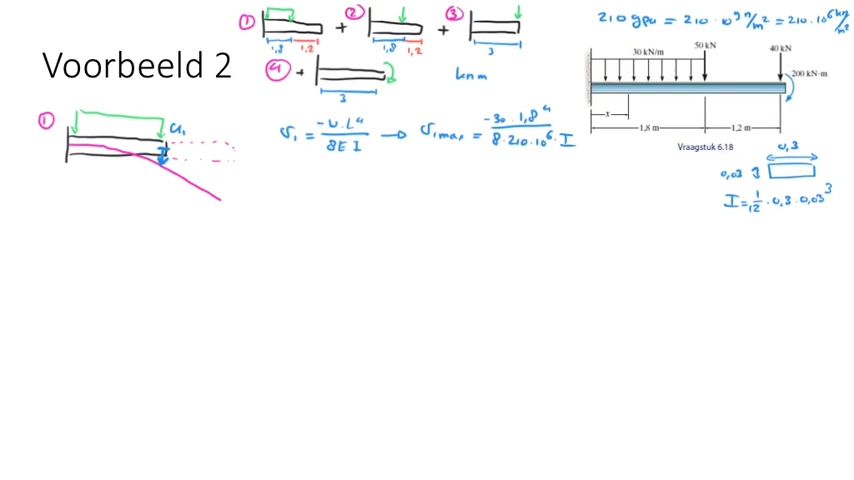 Voorbeeld 2
1 + 2 + 3
1,8 1,2 1,8 1,2 3
4 + 3 knm
210 gpa = 210 · 10⁹ n/m² = 210 · 10⁶ kn/m²
30 kN/m 50 kN 40 kN
200 kN·m
x
1,8 m 1,2 m
Vraagstuk 6.18
1 v₁ = -w·L⁴ / 8EI → v₁max = -30 · 1,8⁴ / 8 · 210 · 10⁶ · I
0,3
0,03
I = 1/12 · 0,3 · 0,03³